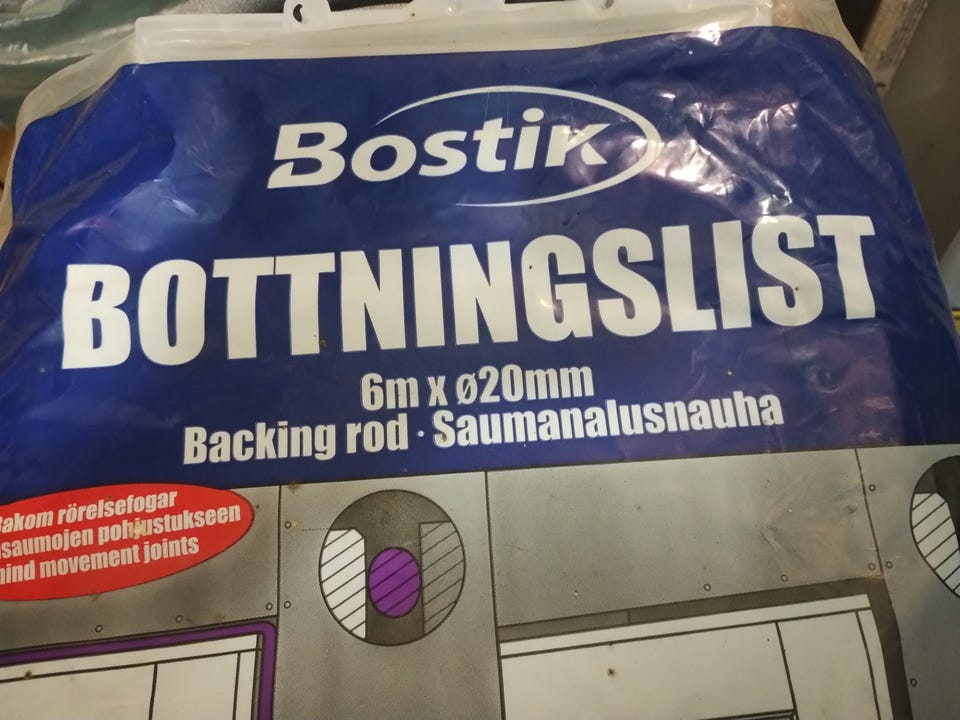 Bostik
BOTTNINGSLIST
6m x ø20mm
Backing rod · Saumanalusnauha
rörelsefogar
pohjustukseen
movement joints